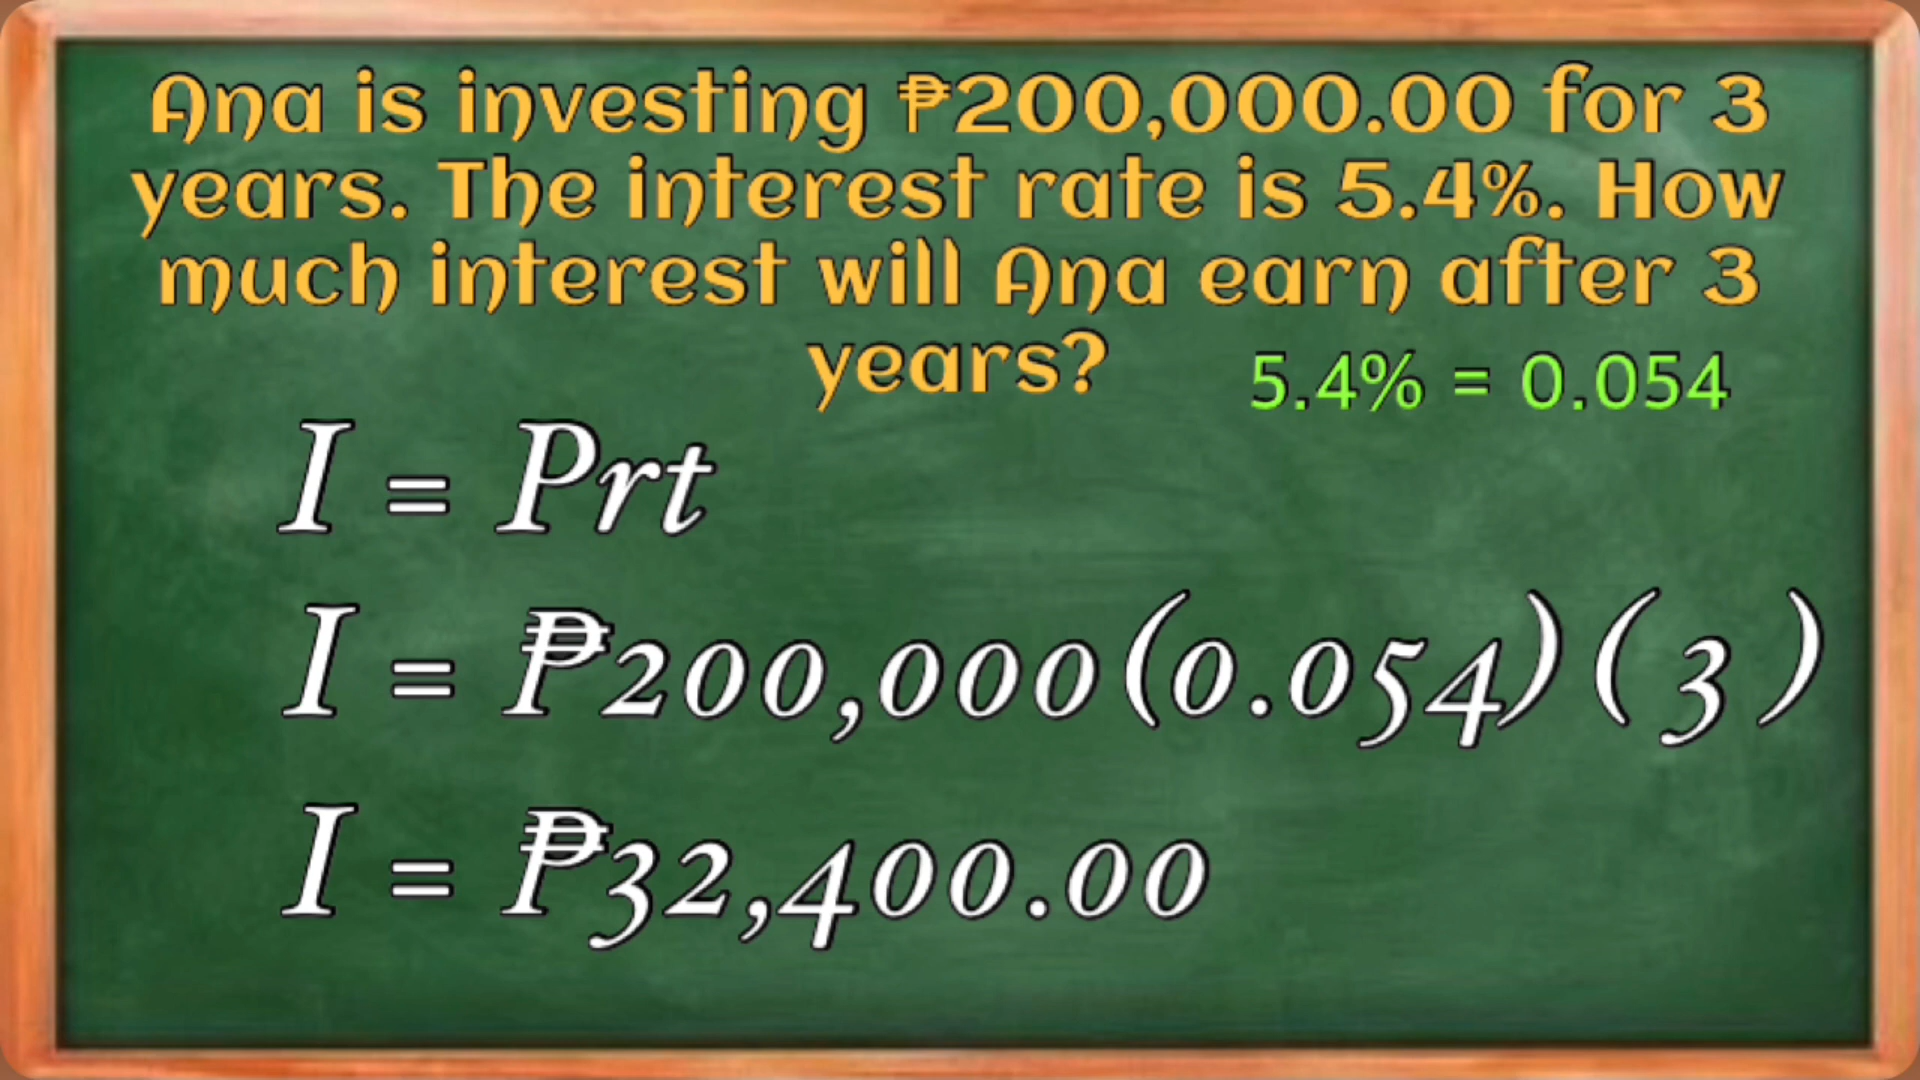 Ana is investing ₱200,000.00 for 3
years. The interest rate is 5.4%. How
much interest will Ana earn after 3
years?
5.4% = 0.054
I = Prt
I = ₱200,000(0.054)(3)
I = ₱32,400.00